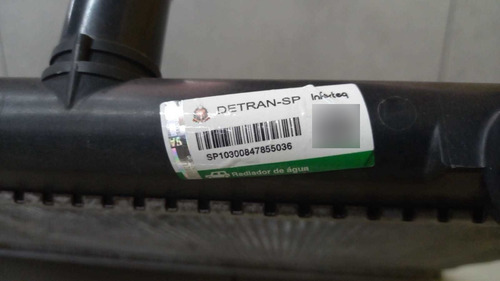 DETRAN-SP
SP10300847855036
Radiador de água